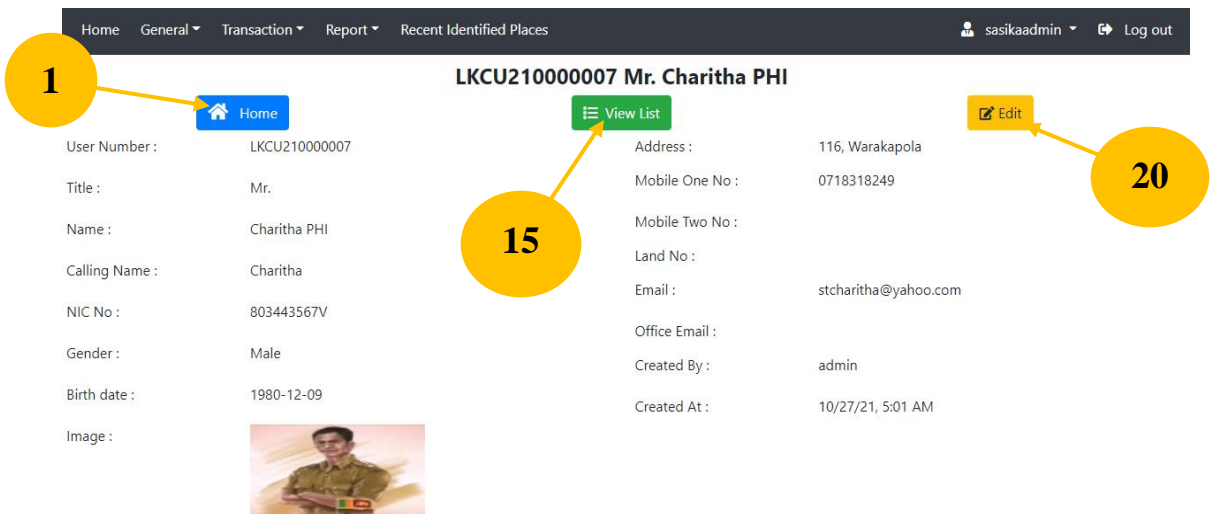 Home General Transaction Report Recent Identified Places sasikaadmin Log out
LKCU210000007 Mr. Charitha PHI
1
Home View List Edit
User Number : LKCU210000007
Title : Mr.
Name : Charitha PHI
Calling Name : Charitha
NIC No : 803443567V
Gender : Male
Birth date : 1980-12-09
Image :
15
Address : 116, Warakapola
Mobile One No : 0718318249
Mobile Two No :
Land No :
Email : stcharitha@yahoo.com
Office Email :
Created By : admin
Created At : 10/27/21, 5:01 AM
20